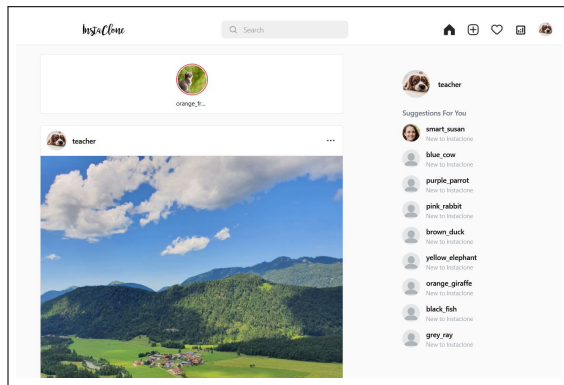 InstaClone
Search
orange_fr...
teacher
teacher
Suggestions For You
smart_susan
New to Instaclone
blue_cow
New to Instaclone
purple_parrot
New to Instaclone
pink_rabbit
New to Instaclone
brown_duck
New to Instaclone
yellow_elephant
New to Instaclone
orange_giraffe
New to Instaclone
black_fish
New to Instaclone
grey_ray
New to Instaclone